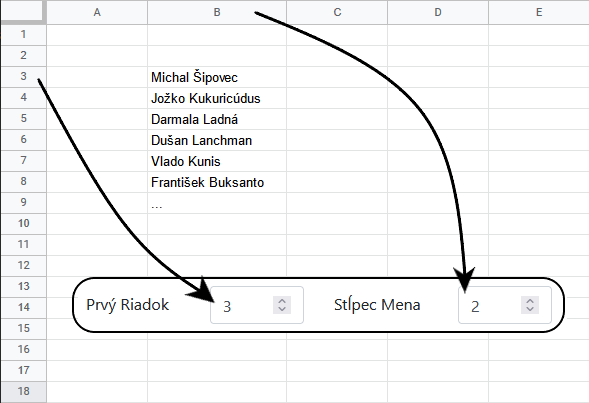 A B C D E
1
2
3 Michal Šipovec
4 Jožko Kukuricúdus
5 Darmala Ladná
6 Dušan Lanchman
7 Vlado Kunis
8 František Buksanto
9 ...
10
11
12
13
14 Prvý Riadok 3 Stĺpec Mena 2
15
16
17
18